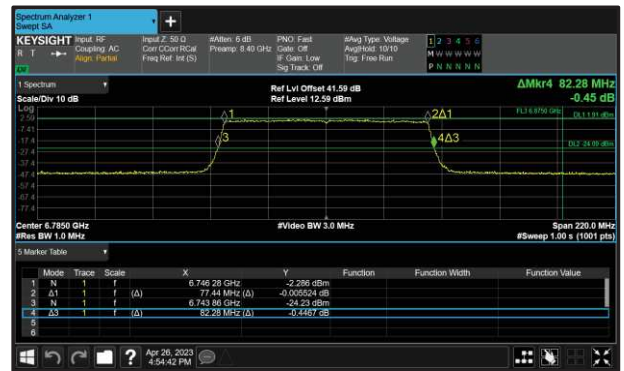 Spectrum Analyzer 1
Swept SA
+
KEYSIGHT Input: RF Input Z: 50 Ω #Atten: 6 dB PNO: Fast #Avg Type: Voltage 1 2 3 4 5 6
R T Coupling: AC Corr CCorr RCal Preamp: 8.40 GHz Gate: Off Avg|Hold: 10/10 M W W W W W
Align: Partial Freq Ref: Int (S) IF Gain: Low Trig: Free Run
Sig Track: Off P N N N N N
1 Spectrum Ref Lvl Offset 41.59 dB ΔMkr4 82.28 MHz
Scale/Div 10 dB Ref Level 12.59 dBm -0.45 dB
Log
2.59 1 2Δ1 DL1 1.91 dBm
-7.41
-17.4 3 4Δ3 DL2 -24.09 dBm
-27.4
-37.4
-47.4
-57.4
-67.4
-77.4
Center 6.7850 GHz #Video BW 3.0 MHz Span 220.0 MHz
#Res BW 1.0 MHz #Sweep 1.00 s (1001 pts)
5 Marker Table
Mode Trace Scale X Y Function Function Width Function Value
1 N 1 f 6.746 28 GHz -2.286 dBm
2 Δ1 1 f (Δ) 77.44 MHz (Δ) -0.005524 dB
3 N 1 f 6.743 86 GHz -24.23 dBm
4 Δ3 1 f (Δ) 82.28 MHz (Δ) -0.4467 dB
5
6
? Apr 26, 2023
4:54:42 PM